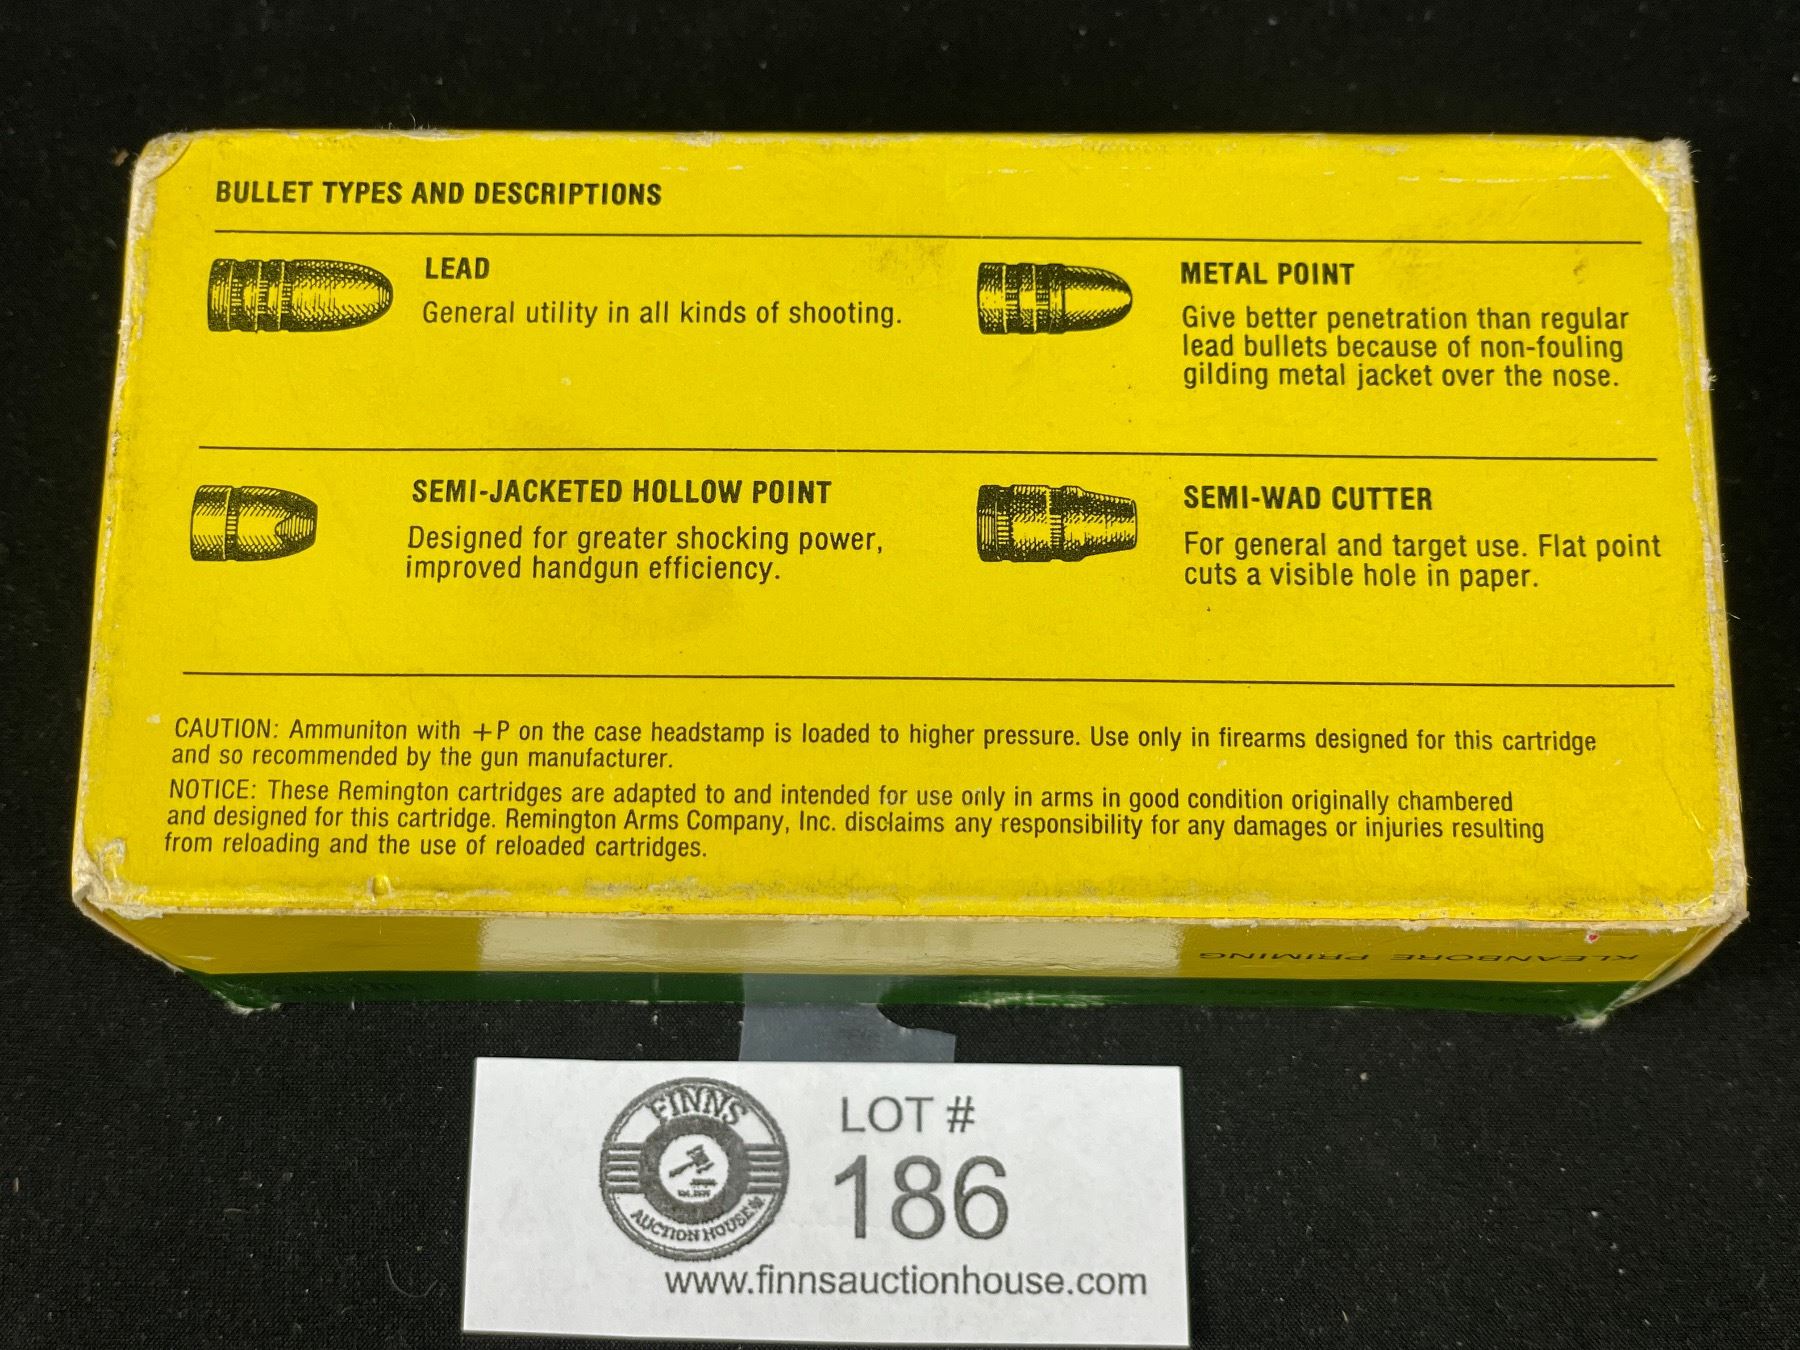 BULLET TYPES AND DESCRIPTIONS
LEAD
General utility in all kinds of shooting.
METAL POINT
Give better penetration than regular
lead bullets because of non-fouling
gilding metal jacket over the nose.
SEMI-JACKETED HOLLOW POINT
Designed for greater shocking power,
improved handgun efficiency.
SEMI-WAD CUTTER
For general and target use. Flat point
cuts a visible hole in paper.
CAUTION: Ammuniton with +P on the case headstamp is loaded to higher pressure. Use only in firearms designed for this cartridge
and so recommended by the gun manufacturer.
NOTICE: These Remington cartridges are adapted to and intended for use only in arms in good condition originally chambered
and designed for this cartridge. Remington Arms Company, Inc. disclaims any responsibility for any damages or injuries resulting
from reloading and the use of reloaded cartridges.
KLEANBORE PRIMING
FINNS
AUCTION HOUSE
LOT #
186
www.finnsauctionhouse.com